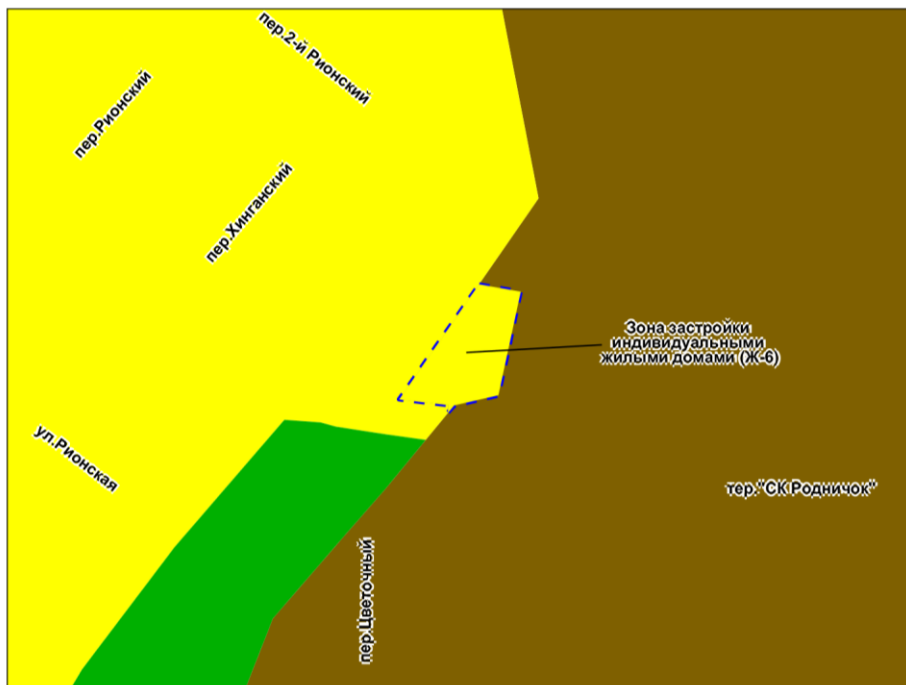 пер.2-й Рионский
пер.Рионский
пер.Хинганский
Зона застройки
индивидуальными
жилыми домами (Ж-6)
ул.Рионская
тер."СК Родничок"
пер.Цветочный